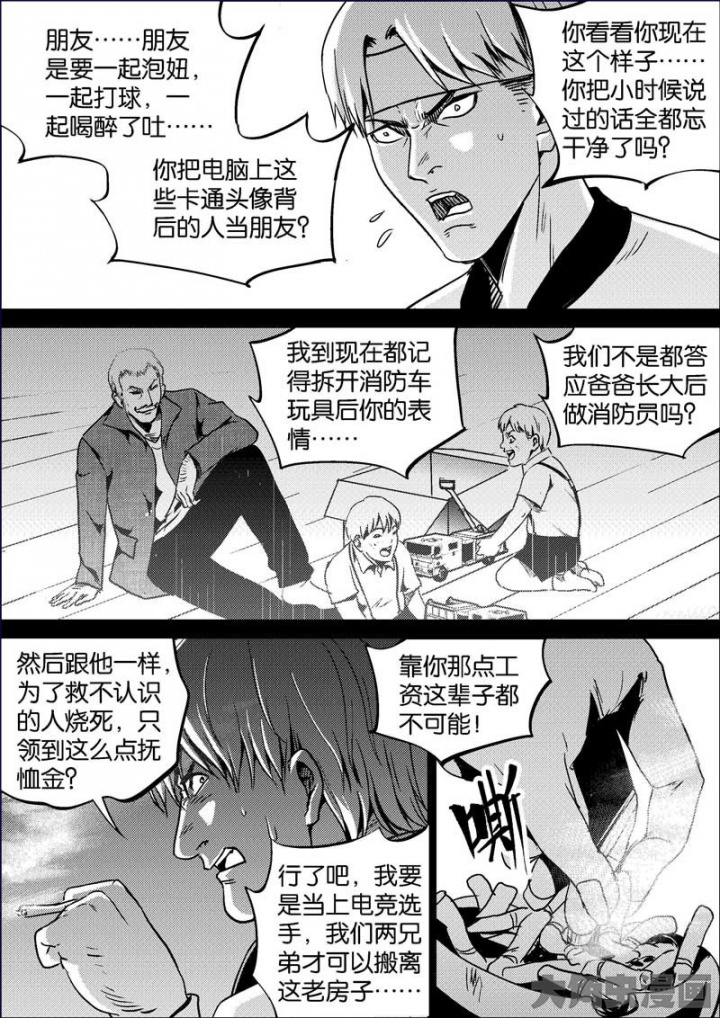 你看看你现在
这个样子……
你把小时候说
过的话全都忘
干净了吗?
朋友……朋友
是要一起泡妞,
一起打球,一
起喝醉了吐……
你把电脑上这
些卡通头像背
后的人当朋友?
我们不是都答
应爸爸长大后
做消防员吗?
我到现在都记
得拆开消防车
玩具后你的表
情……
然后跟他一样,
为了救不认识
的人烧死,只
领到这么点抚
恤金?
行了吧,我要
是当上电竞选
手,我们两兄
弟才可以搬离
这老房子……
靠你那点工
资这辈子都
不可能!
嘶